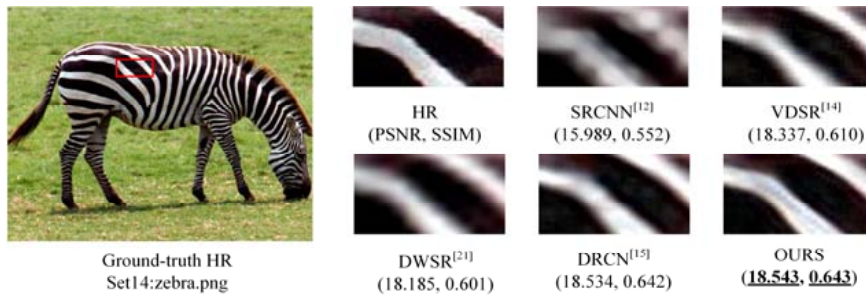 HR
(PSNR, SSIM)
SRCNN[12]
(15.989, 0.552)
VDSR[14]
(18.337, 0.610)
Ground-truth HR
Set14:zebra.png
DWSR[21]
(18.185, 0.601)
DRCN[15]
(18.534, 0.642)
OURS
(18.543, 0.643)